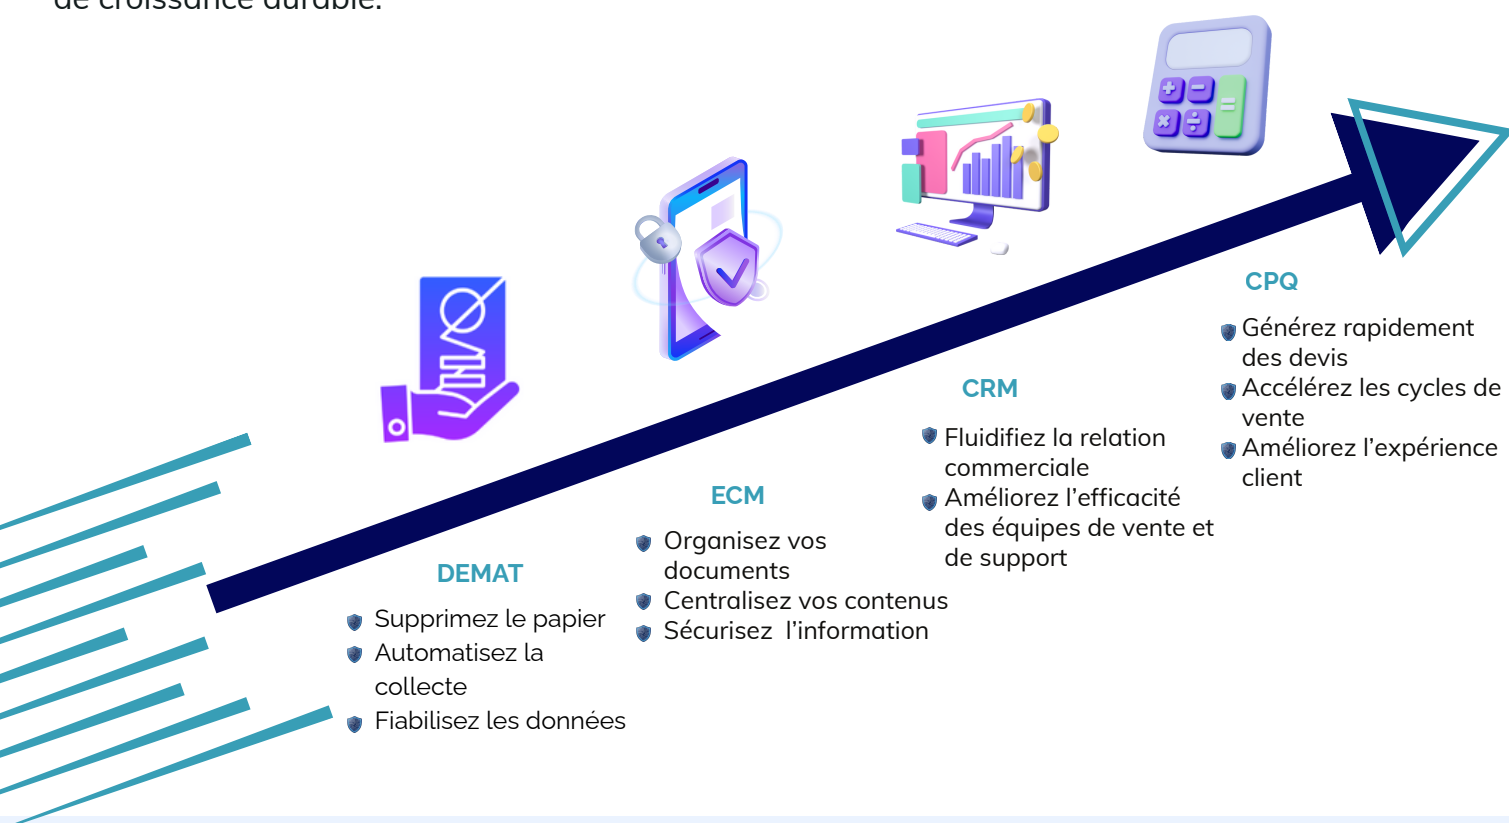 de croissance durable.
CPQ
Générez rapidement
des devis
Accélérez les cycles de
vente
Améliorez l’expérience
client
CRM
Fluidifiez la relation
commerciale
Améliorez l’efficacité
des équipes de vente et
de support
ECM
Organisez vos
documents
Centralisez vos contenus
Sécurisez  l’information
DEMAT
Supprimez le papier
Automatisez la
collecte
Fiabilisez les données